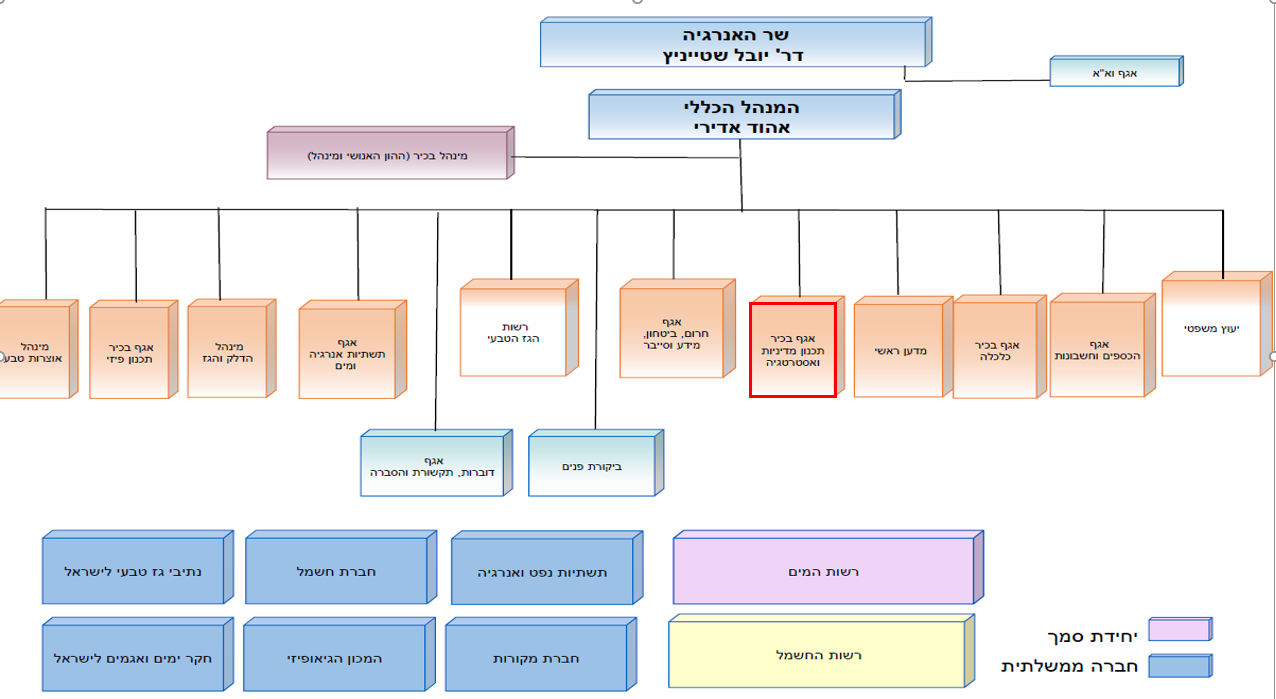 שר האנרגיה
דר' יובל שטייניץ
אגף וא"א
המנהל הכללי
אהוד אדירי
מינהל בכיר (ההון האנושי ומינהל)
יעוץ משפטי
אגף
הכספים וחשבונות
אגף בכיר
כלכלה
מדען ראשי
אגף בכיר
תכנון מדיניות
ואסטרטגיה
אגף
חרום, ביטחון,
מידע וסייבר
רשות
הגז הטבעי
אגף
תשתיות אנרגיה
ומים
מינהל
הדלק והגז
אגף בכיר
תכנון פיזי
מינהל
אוצרות טבע
ביקורת פנים
אגף
דוברות, תקשורת והסברה
רשות המים
תשתיות נפט ואנרגיה
חברת חשמל
נתיבי גז טבעי לישראל
רשות החשמל
חברת מקורות
המכון הגיאופיזי
חקר ימים ואגמים לישראל
יחידת סמך
חברה ממשלתית